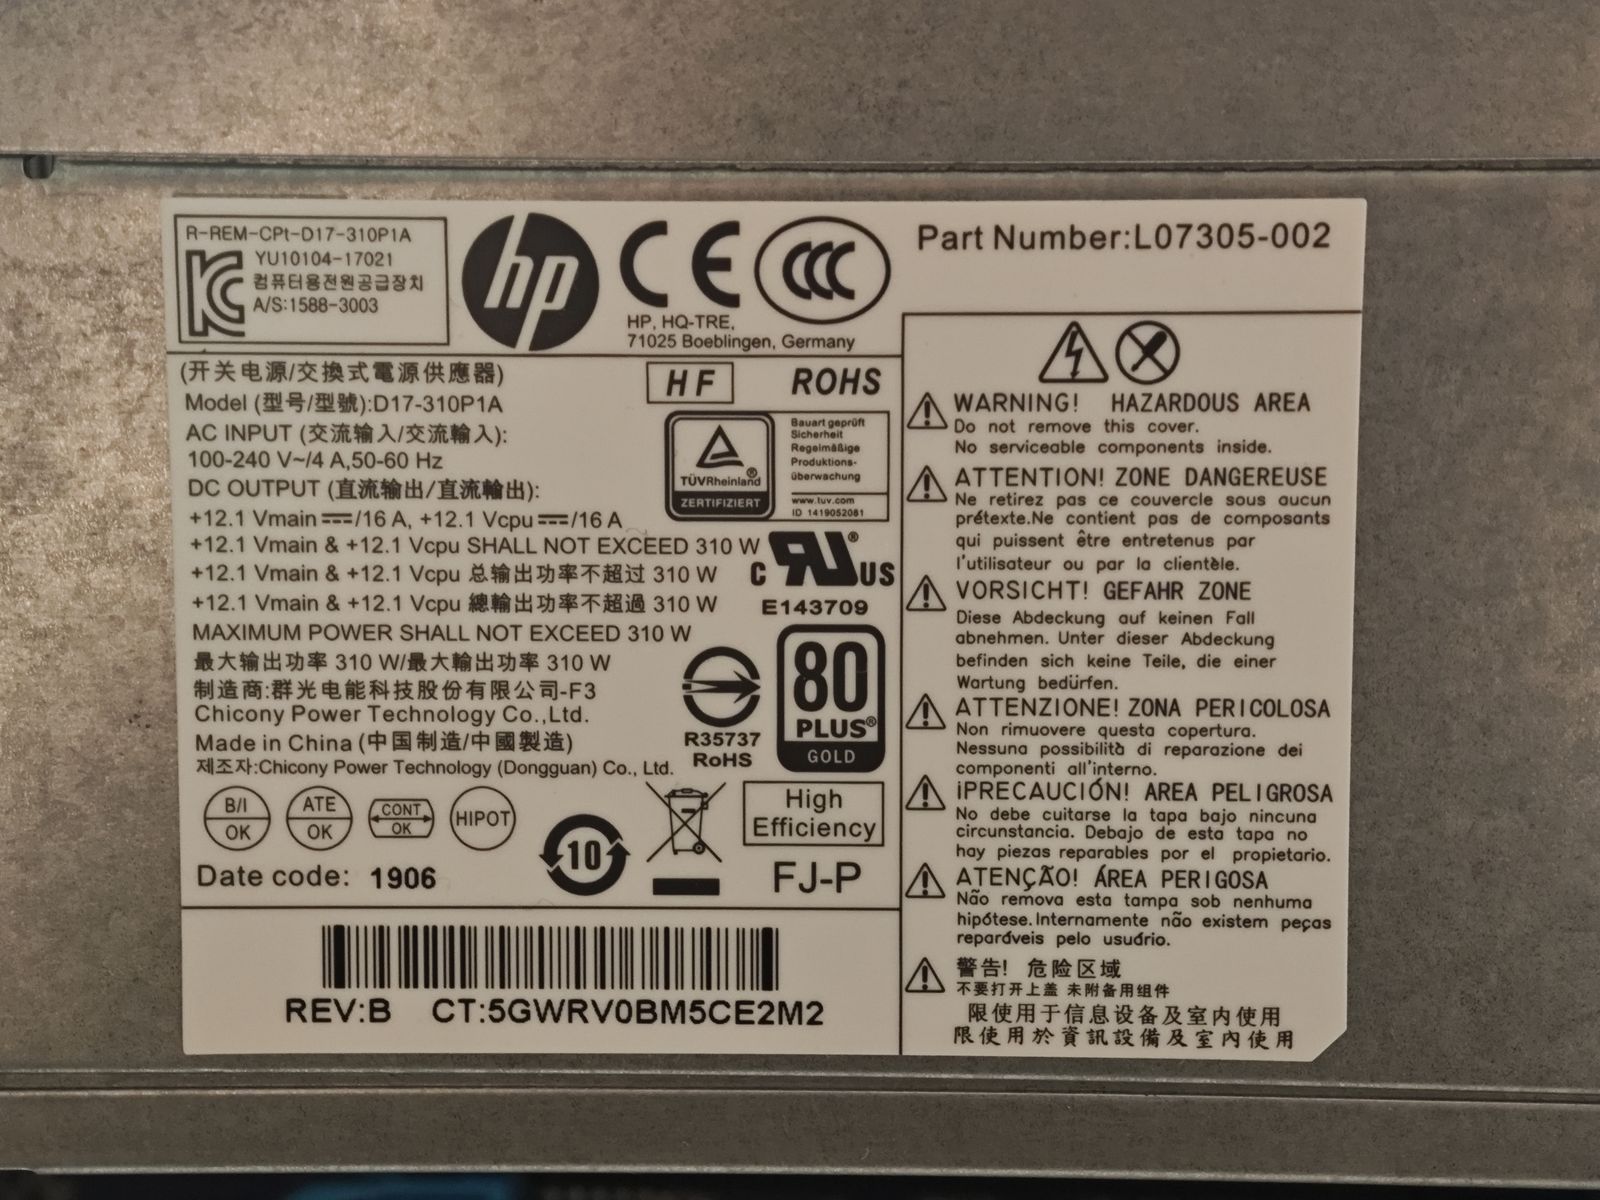 R-REM-CPt-D17-310P1A
YU10104-17021
컴퓨터용전원공급장치
A/S:1588-3003
hp
CE
CCC
HP, HQ-TRE,
71025 Boeblingen, Germany
Part Number:L07305-002
(开关电源/交換式電源供應器)
Model (型号/型號):D17-310P1A
AC INPUT (交流输入/交流輸入):
100-240 V~/4 A,50-60 Hz
DC OUTPUT (直流输出/直流輸出):
+12.1 Vmain⎓/16 A, +12.1 Vcpu⎓/16 A
+12.1 Vmain & +12.1 Vcpu SHALL NOT EXCEED 310 W
+12.1 Vmain & +12.1 Vcpu 总输出功率不超过 310 W
+12.1 Vmain & +12.1 Vcpu 總輸出功率不超過 310 W
MAXIMUM POWER SHALL NOT EXCEED 310 W
最大输出功率 310 W/最大輸出功率 310 W
制造商:群光电能科技股份有限公司-F3
Chicony Power Technology Co.,Ltd.
Made in China (中国制造/中國製造)
제조자:Chicony Power Technology (Dongguan) Co., Ltd.
HF
ROHS
TÜVRheinland®
ZERTIFIZIERT
Bauart geprüft
Sicherheit
Regelmäßige
Produktions-
überwachung
www.tuv.com
ID 1419052081
C RU® US
E143709
R35737
RoHS
80
PLUS®
GOLD
B/I
OK
ATE
OK
CONT
OK
HIPOT
10
High
Efficiency
FJ-P
Date code: 1906
REV:B CT:5GWRV0BM5CE2M2
WARNING! HAZARDOUS AREA
Do not remove this cover.
No serviceable components inside.
ATTENTION! ZONE DANGEREUSE
Ne retirez pas ce couvercle sous aucun
prétexte.Ne contient pas de composants
qui puissent être entretenus par
l'utilisateur ou par la clientèle.
VORSICHT! GEFAHR ZONE
Diese Abdeckung auf keinen Fall
abnehmen. Unter dieser Abdeckung
befinden sich keine Teile, die einer
Wartung bedürfen.
ATTENZIONE! ZONA PERICOLOSA
Non rimuovere questa copertura.
Nessuna possibilità di reparazione dei
componenti all'interno.
¡PRECAUCIÓN! AREA PELIGROSA
No debe cuitarse la tapa bajo ninguna
circunstancia. Debajo de esta tapa no
hay piezas reparables por el propietario.
ATENÇÃO! ÁREA PERIGOSA
Não remova esta tampa sob nenhuma
hipótese.Internamente não existem peças
reparáveis pelo usuário.
警告! 危险区域
不要打开上盖 未附备用组件
限使用于信息设备及室内使用
限使用於資訊設備及室內使用